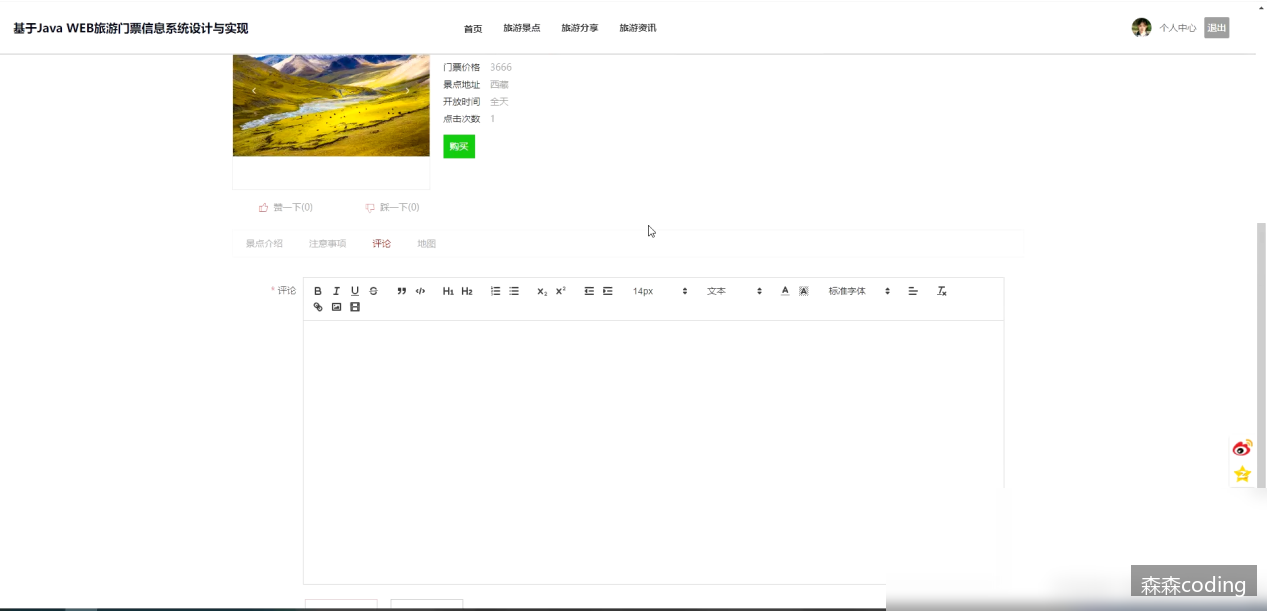 基于Java WEB旅游门票信息系统设计与实现
首页 旅游景点 旅游分享 旅游资讯
个人中心 退出
门票价格 3666
景点地址 西藏
开放时间 全天
点击次数 1
购买
赞一下(0) 踩一下(0)
景点介绍 注意事项 评论 地图
* 评论
B I U S H1 H2 X₂ X² 14px 文本 A A 标准字体 Tx
森森coding